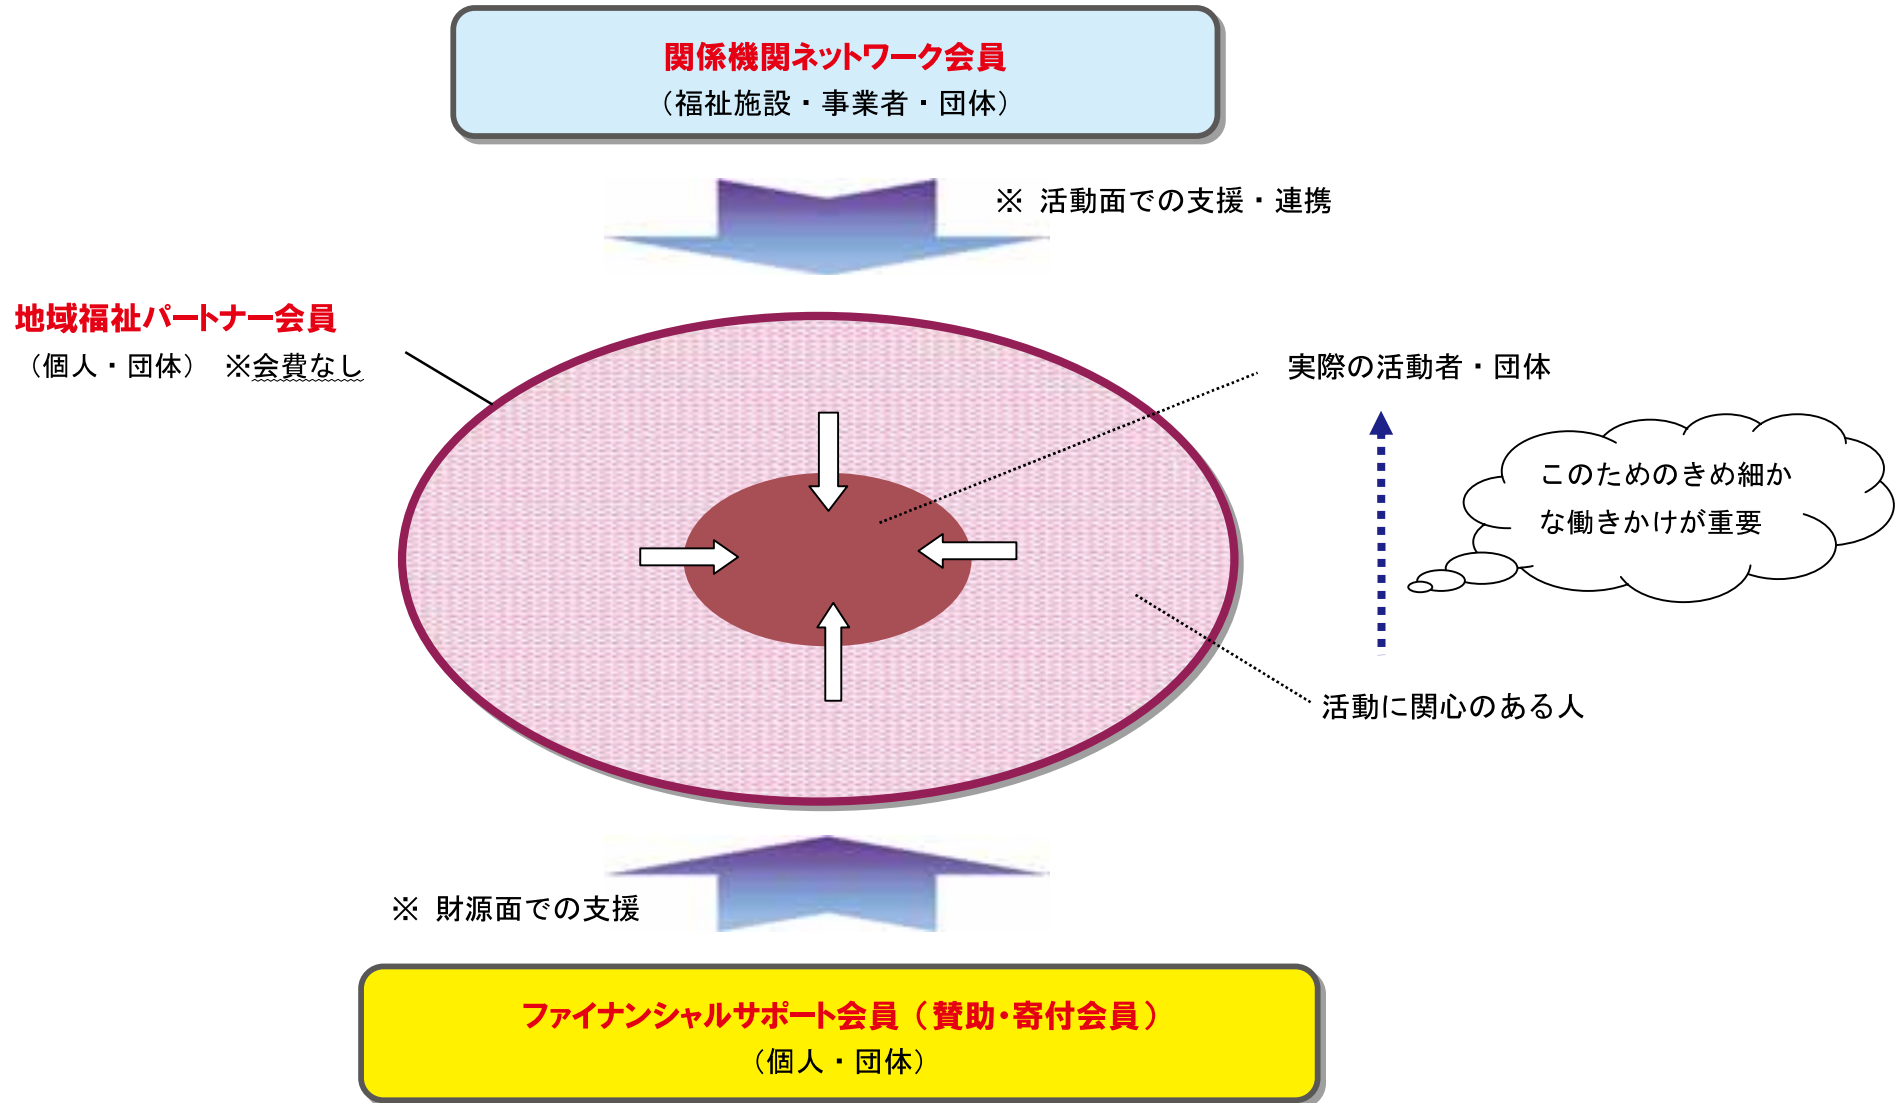 関係機関ネットワーク会員
（福祉施設・事業者・団体）
※ 活動面での支援・連携
地域福祉パートナー会員
（個人・団体） ※会費なし
実際の活動者・団体
このためのきめ細か
な働きかけが重要
活動に関心のある人
※ 財源面での支援
ファイナンシャルサポート会員（賛助・寄付会員）
（個人・団体）